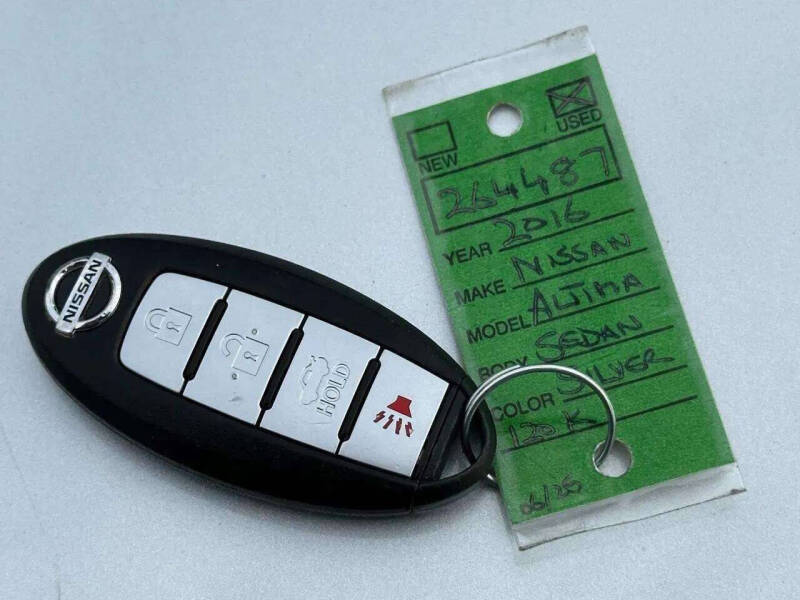 NISSAN
HOLD
NEW
USED
264487
YEAR 2016
MAKE NISSAN
MODEL ALTIMA
BODY SEDAN
COLOR SILVER
120K
06/25